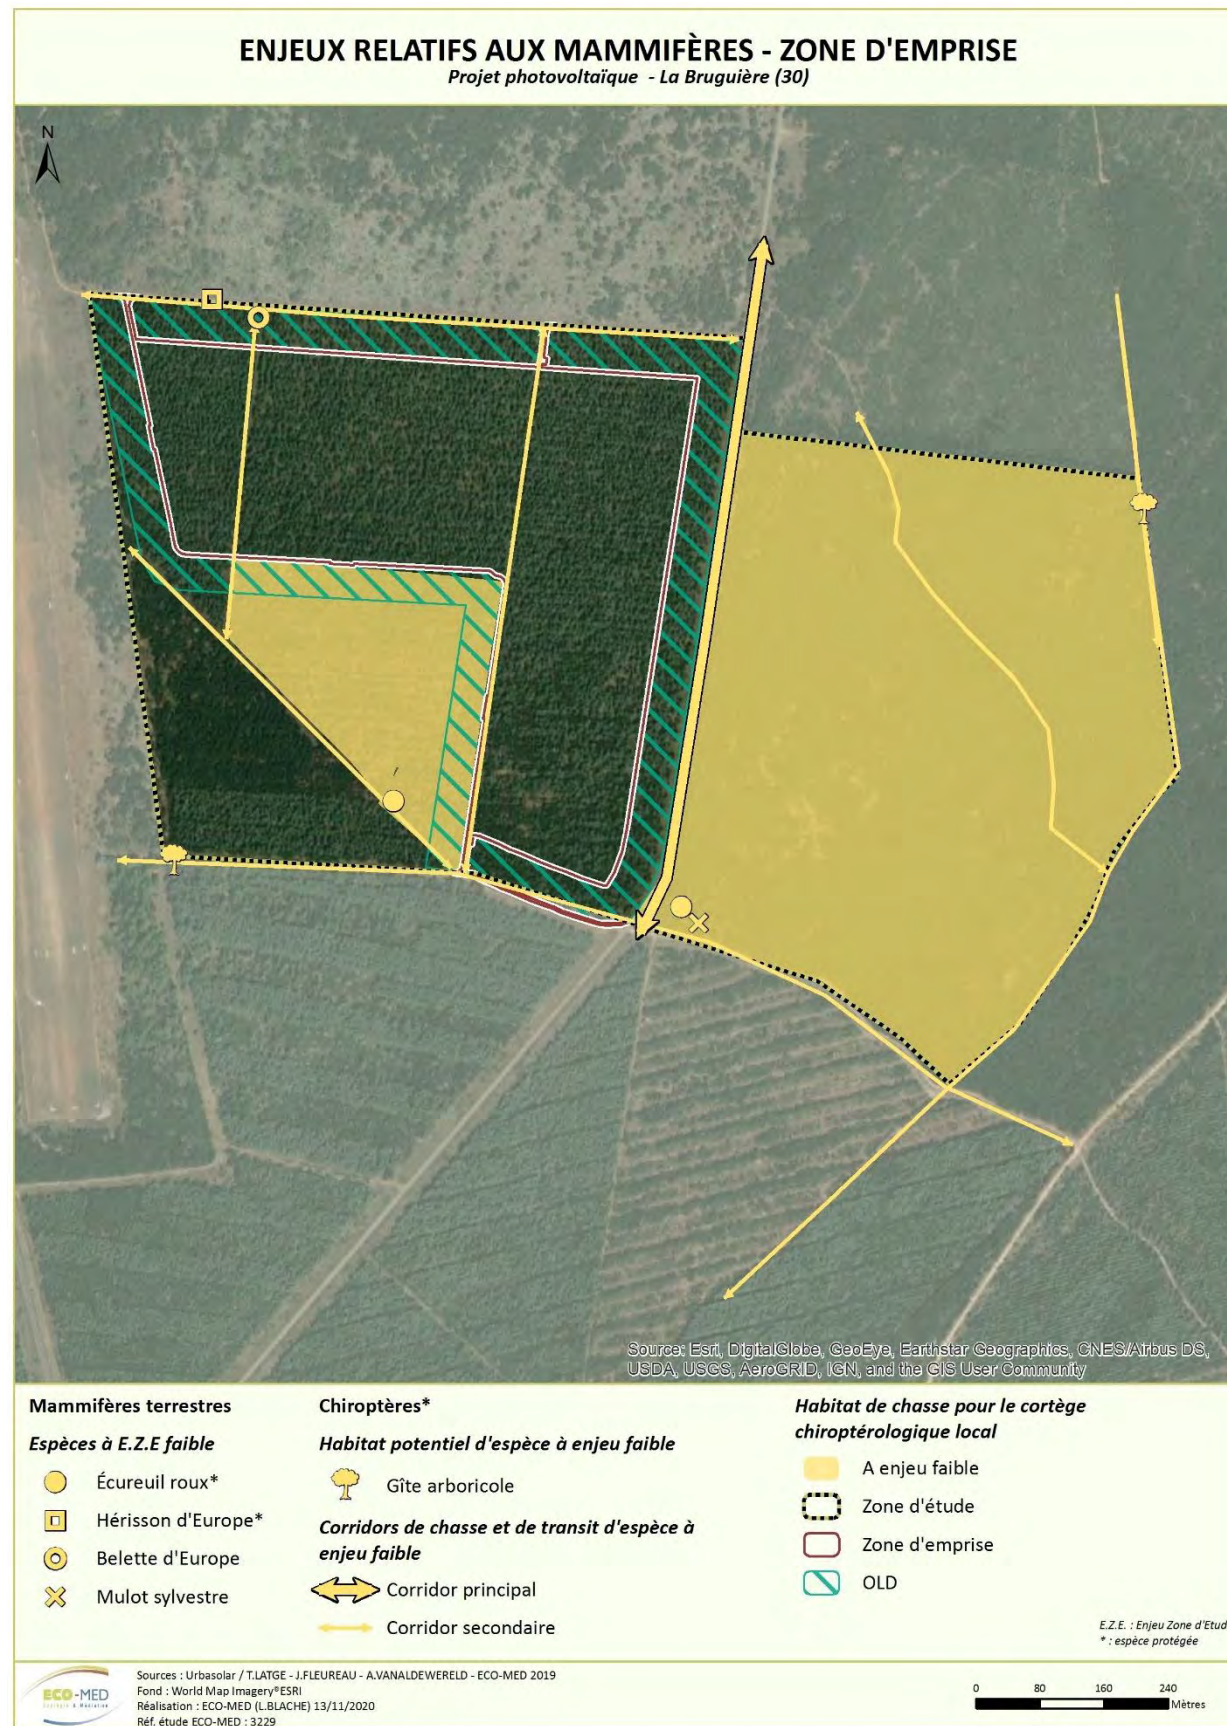 ENJEUX RELATIFS AUX MAMMIFÈRES - ZONE D'EMPRISE
Projet photovoltaïque - La Bruguière (30)
N
Source: Esri, DigitalGlobe, GeoEye, Earthstar Geographics, CNES/Airbus DS,
USDA, USGS, AeroGRID, IGN, and the GIS User Community
Mammifères terrestres
Espèces à E.Z.E faible
Écureuil roux*
Hérisson d'Europe*
Belette d'Europe
Mulot sylvestre
Chiroptères*
Habitat potentiel d'espèce à enjeu faible
Gîte arboricole
Corridors de chasse et de transit d'espèce à
enjeu faible
Corridor principal
Corridor secondaire
Habitat de chasse pour le cortège
chiroptérologique local
A enjeu faible
Zone d'étude
Zone d'emprise
OLD
E.Z.E. : Enjeu Zone d'Etud
* : espèce protégée
ECO-MED
Sources : Urbasolar / T.LATGE - J.FLEUREAU - A.VANALDEWERELD - ECO-MED 2019
Fond : World Map Imagery®ESRI
Réalisation : ECO-MED (L.BLACHE) 13/11/2020
Réf. étude ECO-MED : 3229
0 80 160 240
Mètres